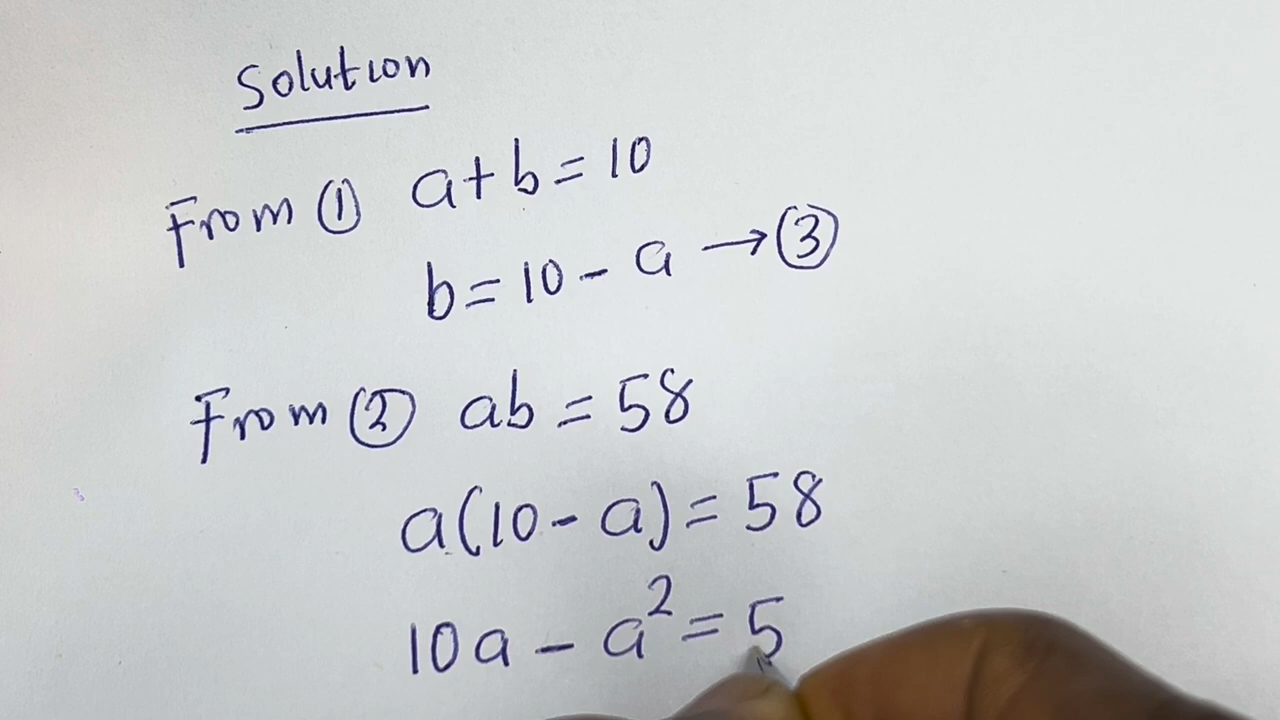 Solution
From ① a+b=10
b=10-a →③
From ② ab=58
a(10-a)=58
10a-a²=5